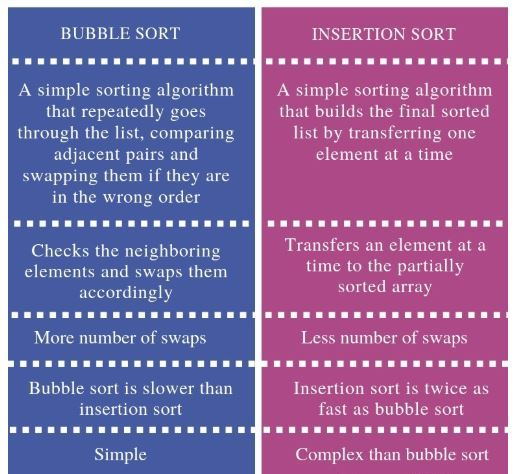 BUBBLE SORT
A simple sorting algorithm
that repeatedly goes
through the list, comparing
adjacent pairs and
swapping them if they are
in the wrong order
Checks the neighboring
elements and swaps them
accordingly
More number of swaps
Bubble sort is slower than
insertion sort
Simple
INSERTION SORT
A simple sorting algorithm
that builds the final sorted
list by transferring one
element at a time
Transfers an element at a
time to the partially
sorted array
Less number of swaps
Insertion sort is twice as
fast as bubble sort
Complex than bubble sort